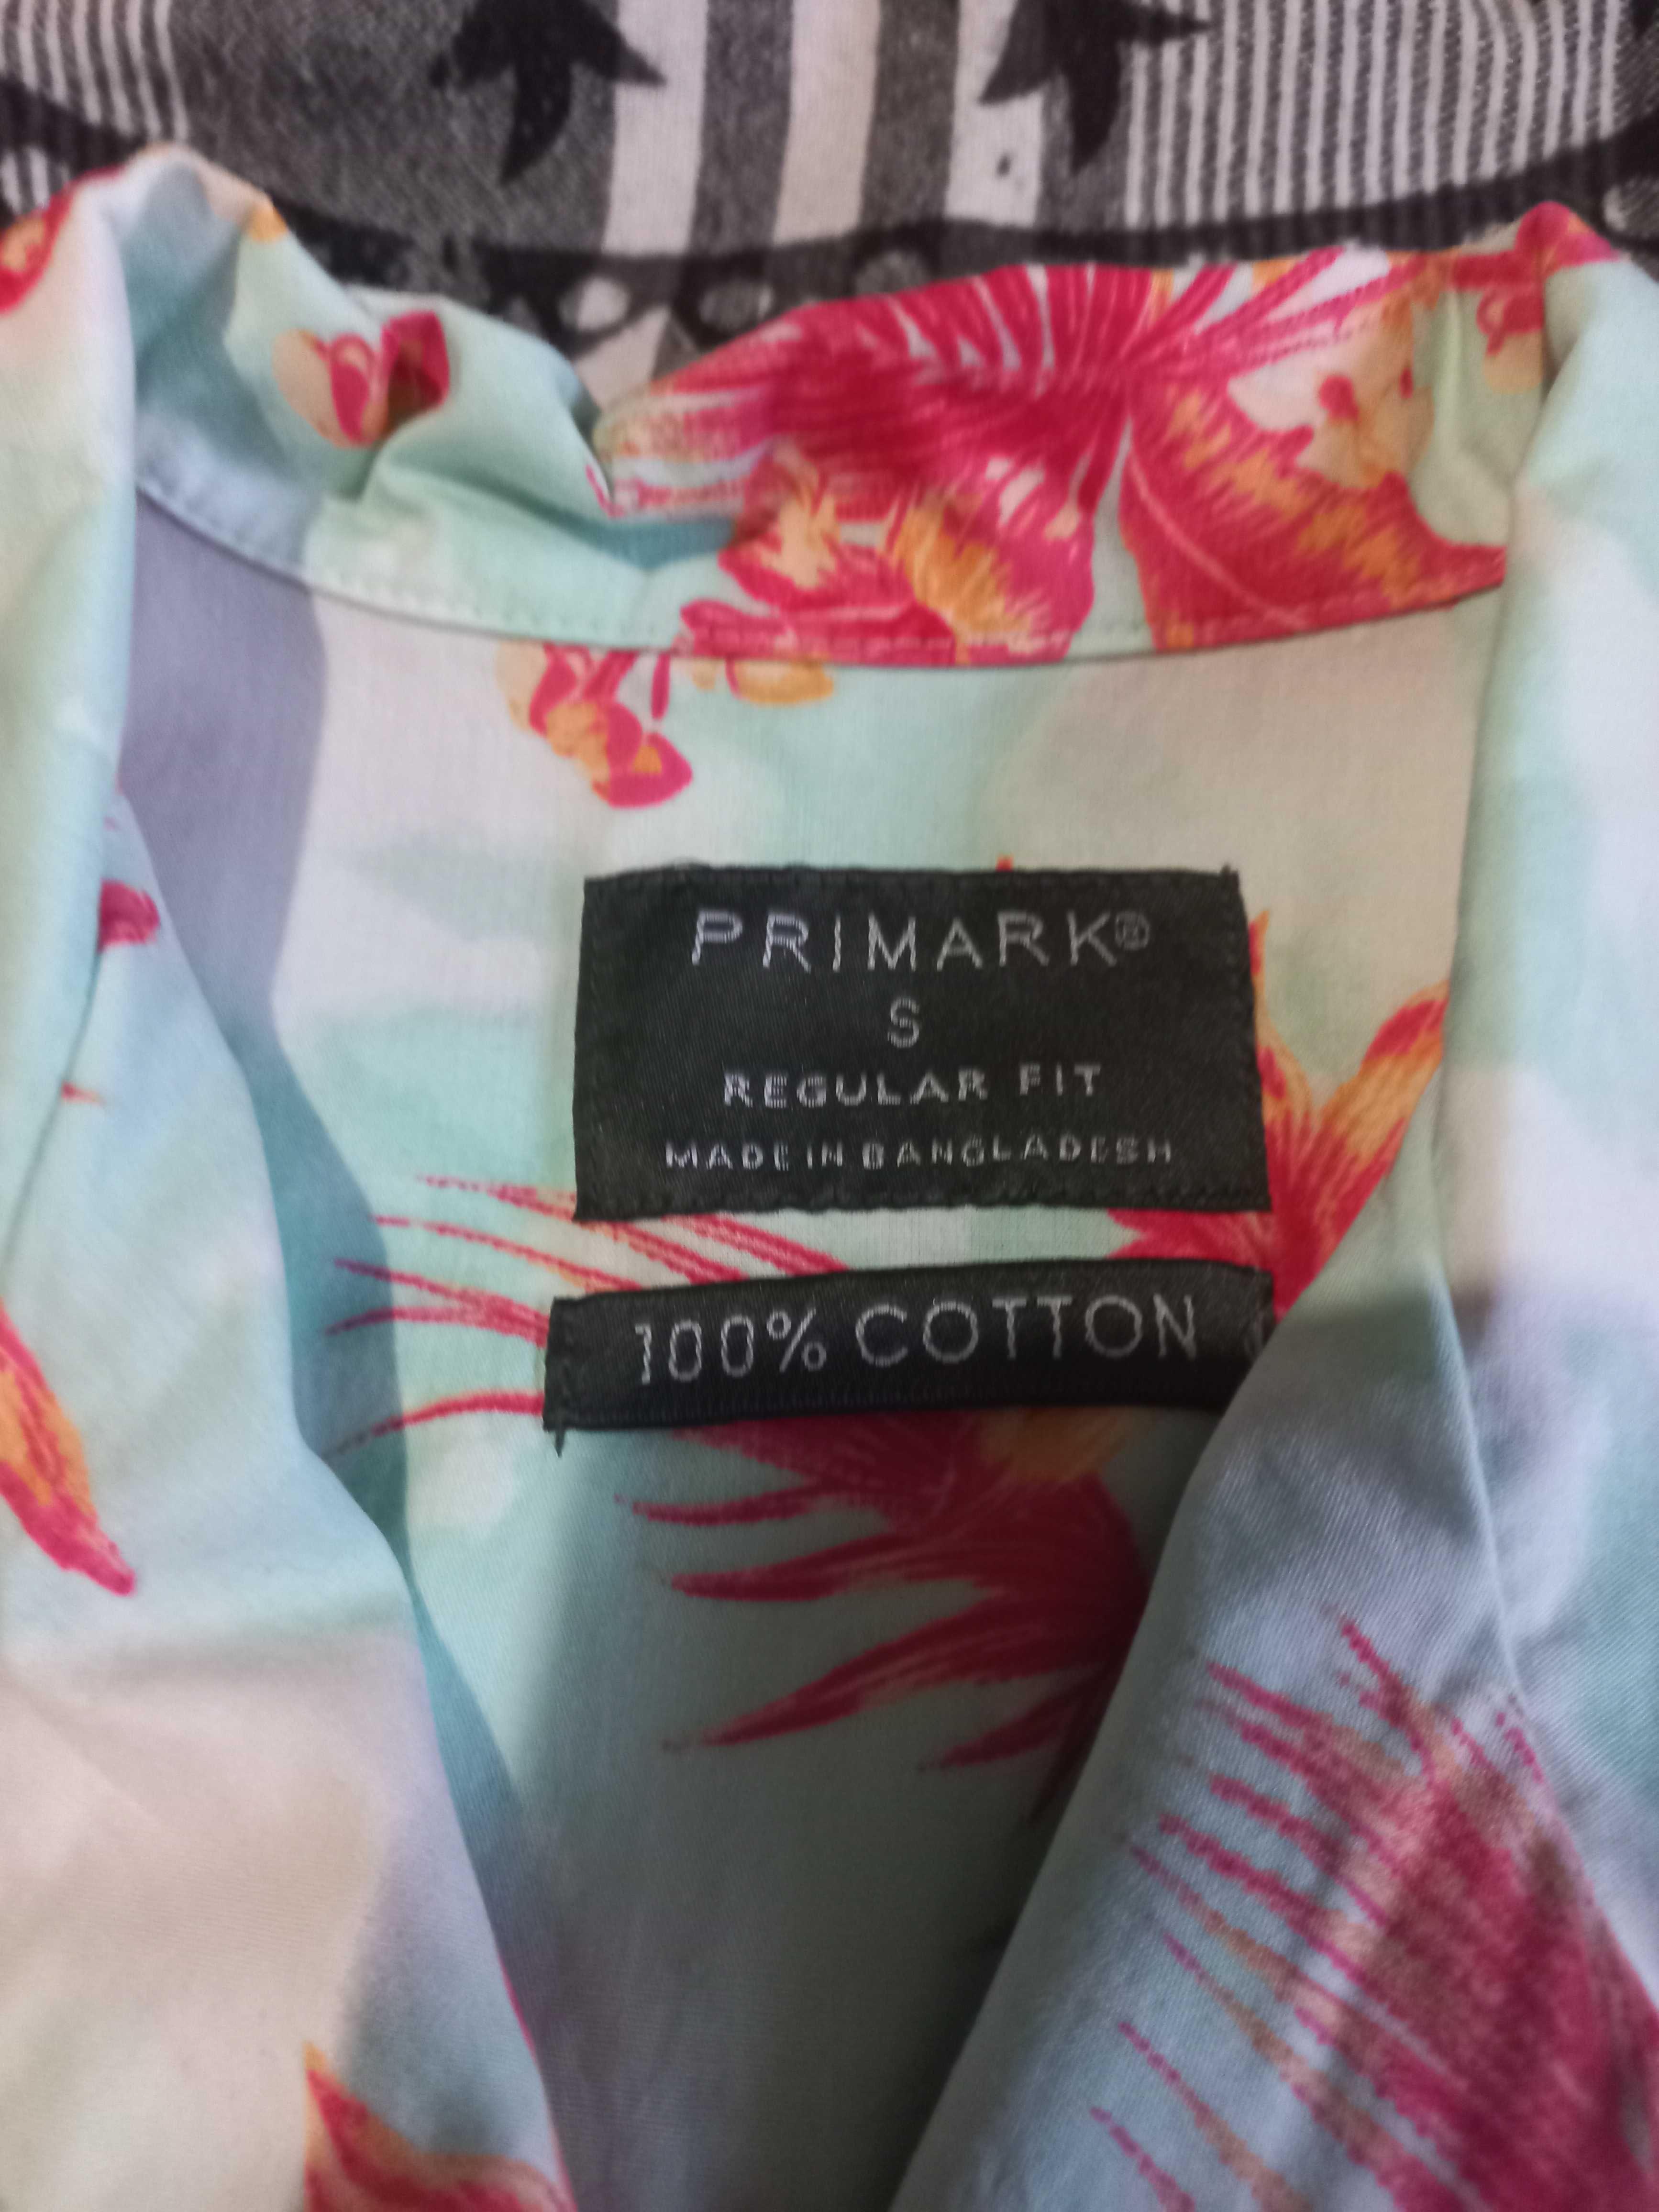 PRIMARK®
S
REGULAR FIT
MADE IN BANGLADESH
100% COTTON